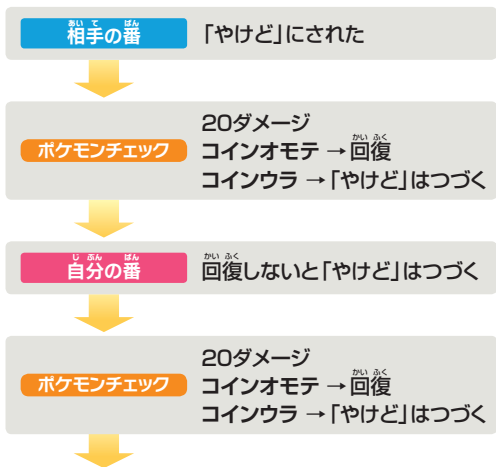 相手の番 「やけど」にされた
ポケモンチェック 20ダメージ
コインオモテ → 回復
コインウラ → 「やけど」はつづく
自分の番 回復しないと「やけど」はつづく
ポケモンチェック 20ダメージ
コインオモテ → 回復
コインウラ → 「やけど」はつづく